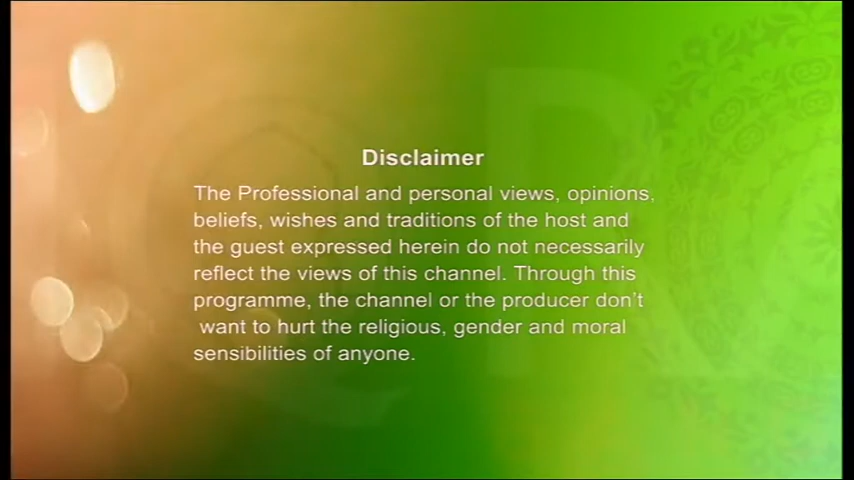 Disclaimer
The Professional and personal views, opinions,
beliefs, wishes and traditions of the host and
the guest expressed herein do not necessarily
reflect the views of this channel. Through this
programme, the channel or the producer don't
want to hurt the religious, gender and moral
sensibilities of anyone.